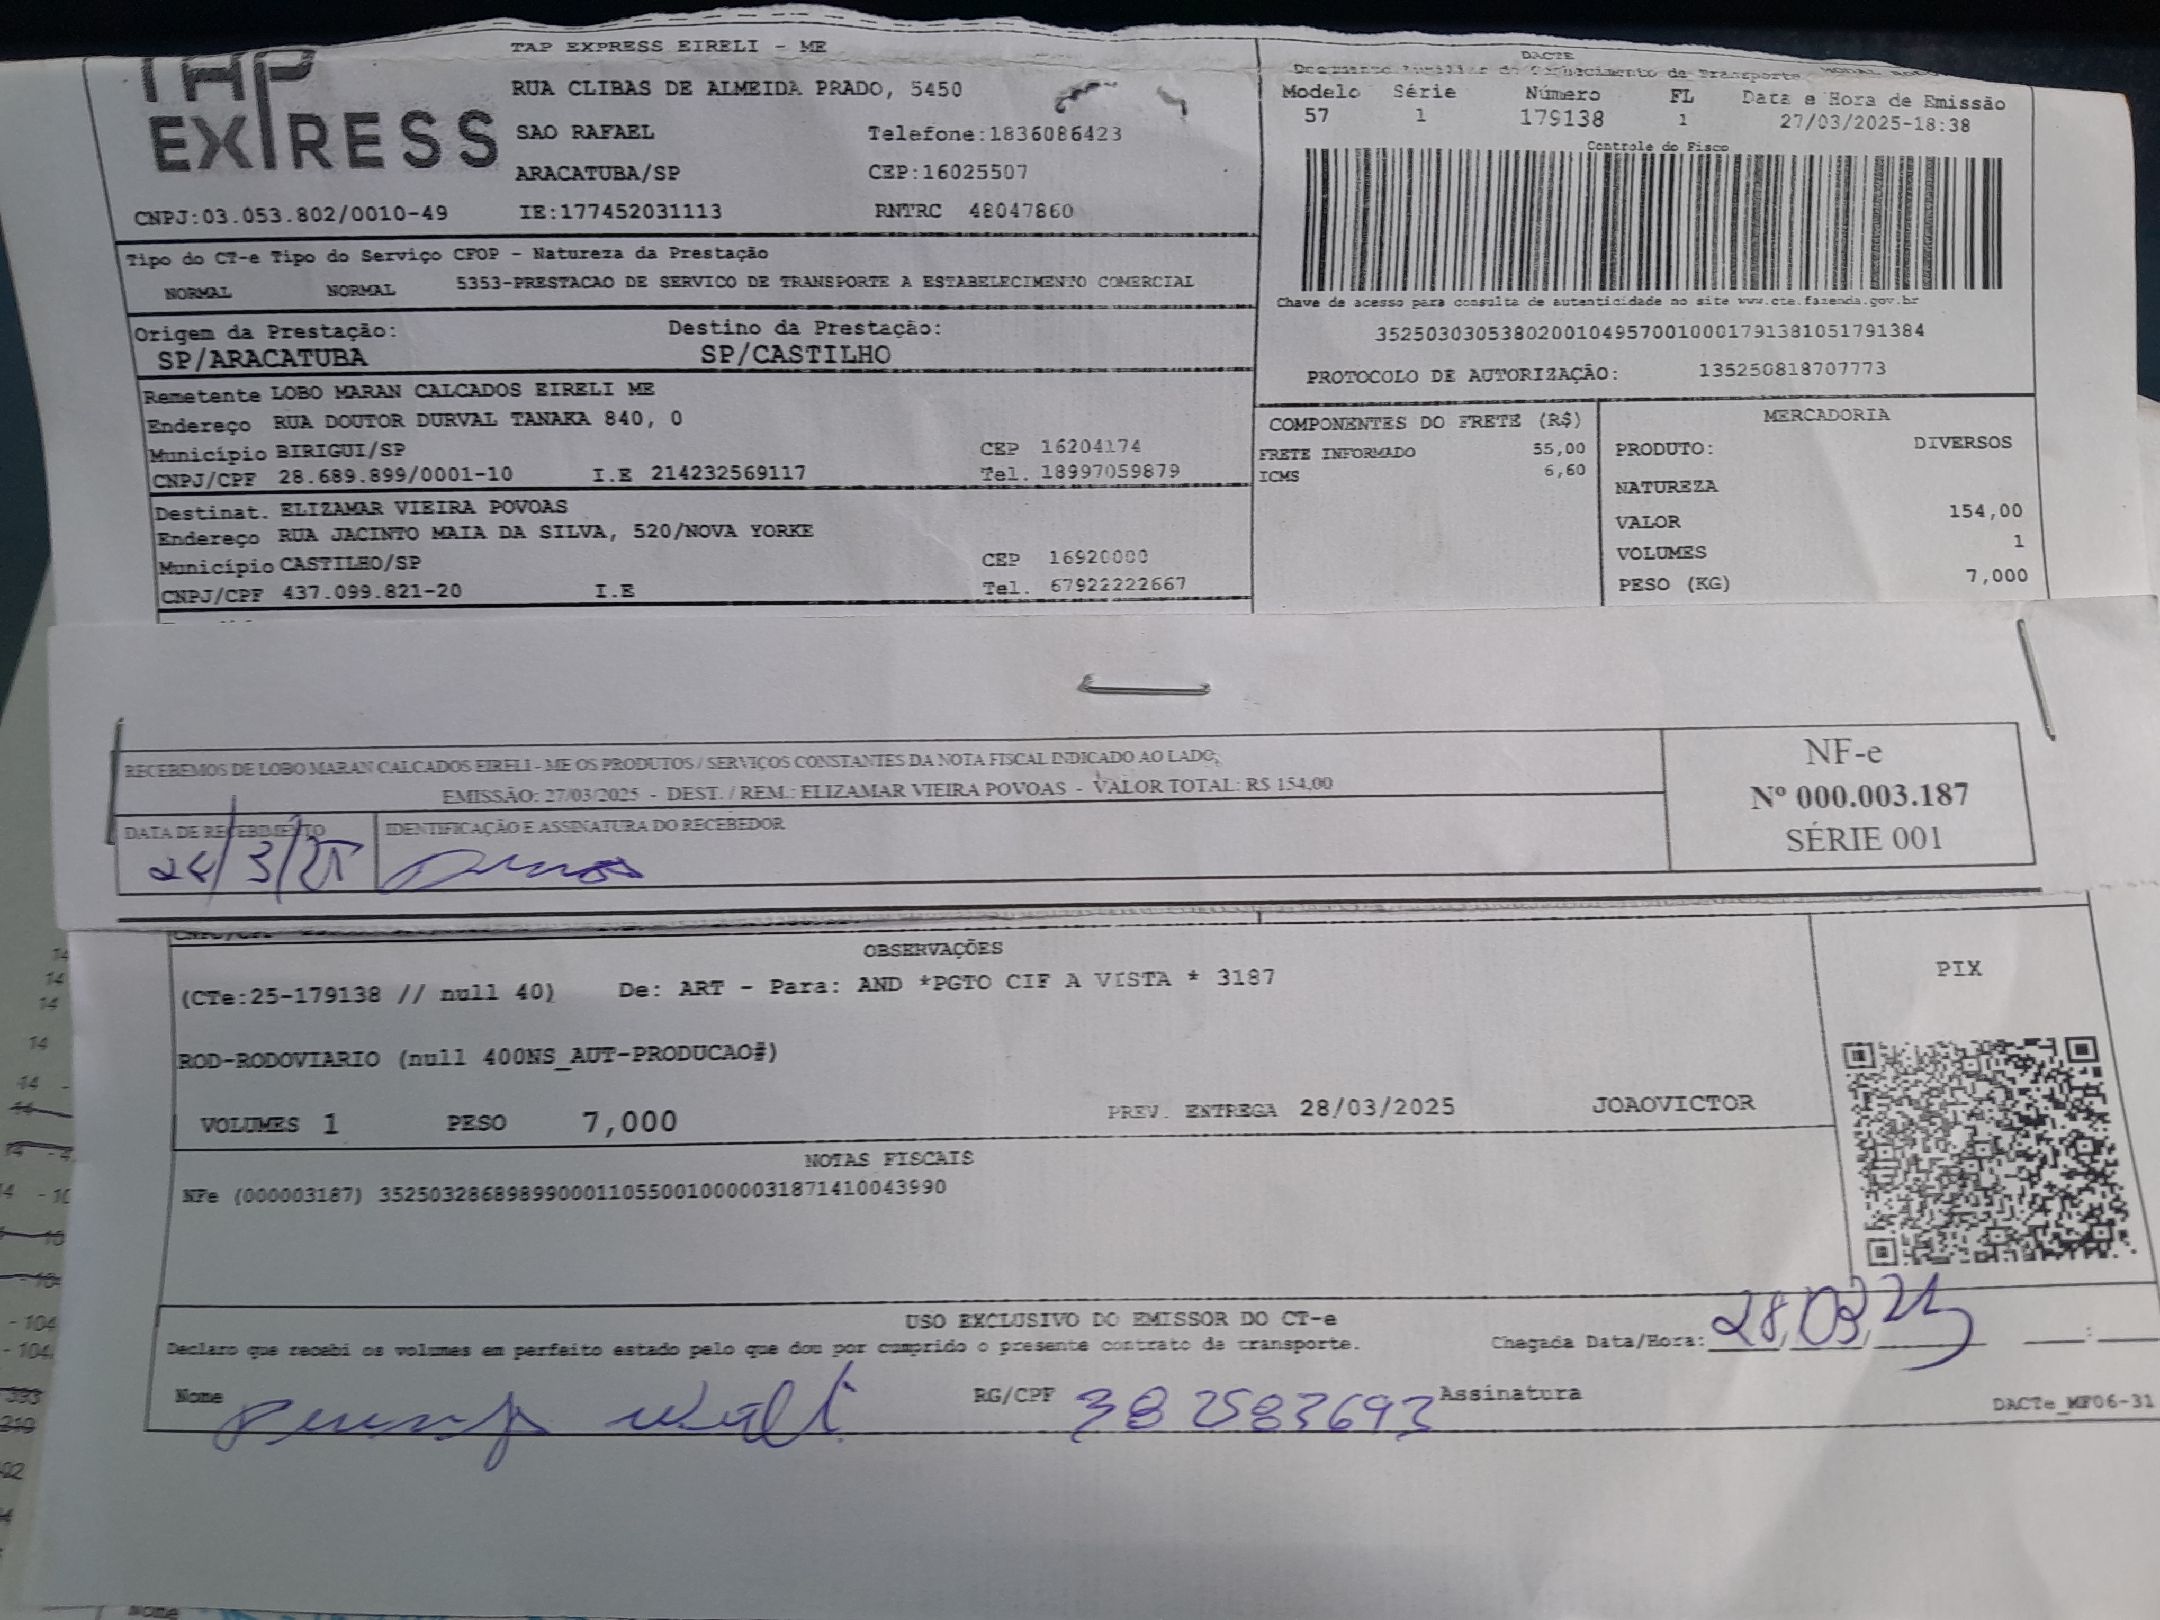 TAP EXPRESS
TAP EXPRESS EIRELI - ME
RUA CLIBAS DE ALMEIDA PRADO, 5450
SAO RAFAEL Telefone:1836086423
ARACATUBA/SP CEP:16025507
CNPJ:03.053.802/0010-49 IE:177452031113 RNTRC 48047860
DACTE
Documento Auxiliar do Conhecimento de Transporte MODAL
Modelo Série Número FL Data e Hora de Emissão
57 1 179138 1 27/03/2025-18:38
Controle do Fisco
Chave de acesso para consulta de autenticidade no site www.cte.fazenda.gov.br
35250303053802001049570010001791381051791384
PROTOCOLO DE AUTORIZAÇÃO: 135250818707773
Tipo do CT-e Tipo do Serviço CFOP - Natureza da Prestação
NORMAL NORMAL 5353-PRESTACAO DE SERVICO DE TRANSPORTE A ESTABELECIMENTO COMERCIAL
Origem da Prestação: Destino da Prestação:
SP/ARACATUBA SP/CASTILHO
Remetente LOBO MARAN CALCADOS EIRELI ME
Endereço RUA DOUTOR DURVAL TANAKA 840, 0
Município BIRIGUI/SP CEP 16204174
CNPJ/CPF 28.689.899/0001-10 I.E 214232569117 Tel. 18997059879
Destinat. ELIZAMAR VIEIRA POVOAS
Endereço RUA JACINTO MAIA DA SILVA, 520/NOVA YORKE
Município CASTILHO/SP CEP 16920000
CNPJ/CPF 437.099.821-20 I.E Tel. 67922222667
COMPONENTES DO FRETE (R$)
FRETE INFORMADO 55,00
ICMS 6,60
MERCADORIA
PRODUTO: DIVERSOS
NATUREZA
VALOR 154,00
VOLUMES 1
PESO (KG) 7,000
RECEBEMOS DE LOBO MARAN CALCADOS EIRELI - ME OS PRODUTOS / SERVIÇOS CONSTANTES DA NOTA FISCAL INDICADO AO LADO,
EMISSÃO: 27/03/2025 - DEST. / REM.: ELIZAMAR VIEIRA POVOAS - VALOR TOTAL: R$ 154,00
DATA DE RECEBIMENTO IDENTIFICAÇÃO E ASSINATURA DO RECEBEDOR
NF-e
Nº 000.003.187
SÉRIE 001
OBSERVAÇÕES
(CTe:25-179138 // null 40) De: ART - Para: AND *PGTO CIF A VISTA * 3187
ROD-RODOVIARIO (null 400NS_AUT-PRODUCAO#)
VOLUMES 1 PESO 7,000 PREV. ENTREGA 28/03/2025 JOAOVICTOR
PIX
NOTAS FISCAIS
NFe (000003187) 35250328689899000110550010000031871410043990
USO EXCLUSIVO DO EMISSOR DO CT-e
Declaro que recebi os volumes em perfeito estado pelo que dou por cumprido o presente contrato de transporte. Chegada Data/Hora: 28/03/25
Nome RG/CPF 382583693 Assinatura
DACTe_MF06-31